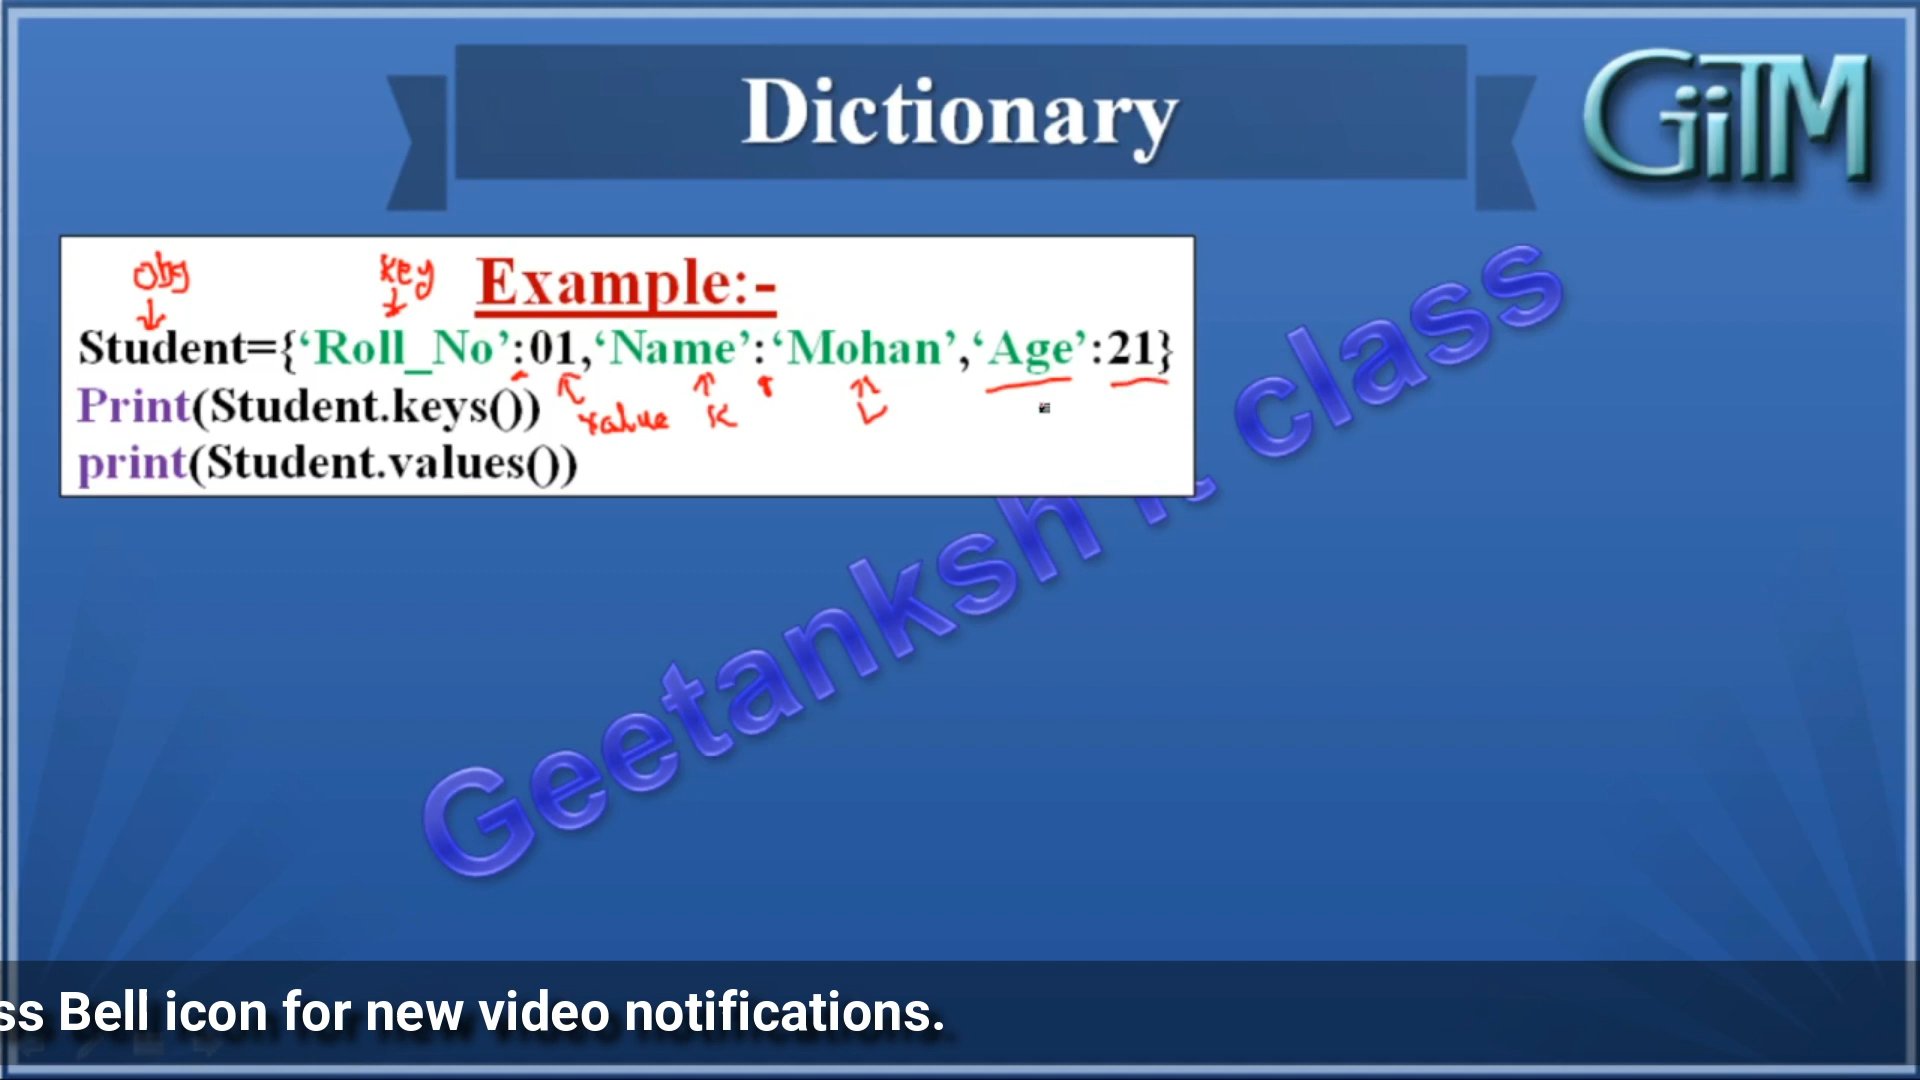 Dictionary
GiTM
Obj
key
Example:-
Student={‘Roll_No’:01,‘Name’:‘Mohan’,‘Age’:21}
Print(Student.keys())
value
K
print(Student.values())
Geetanksh class
ss Bell icon for new video notifications.